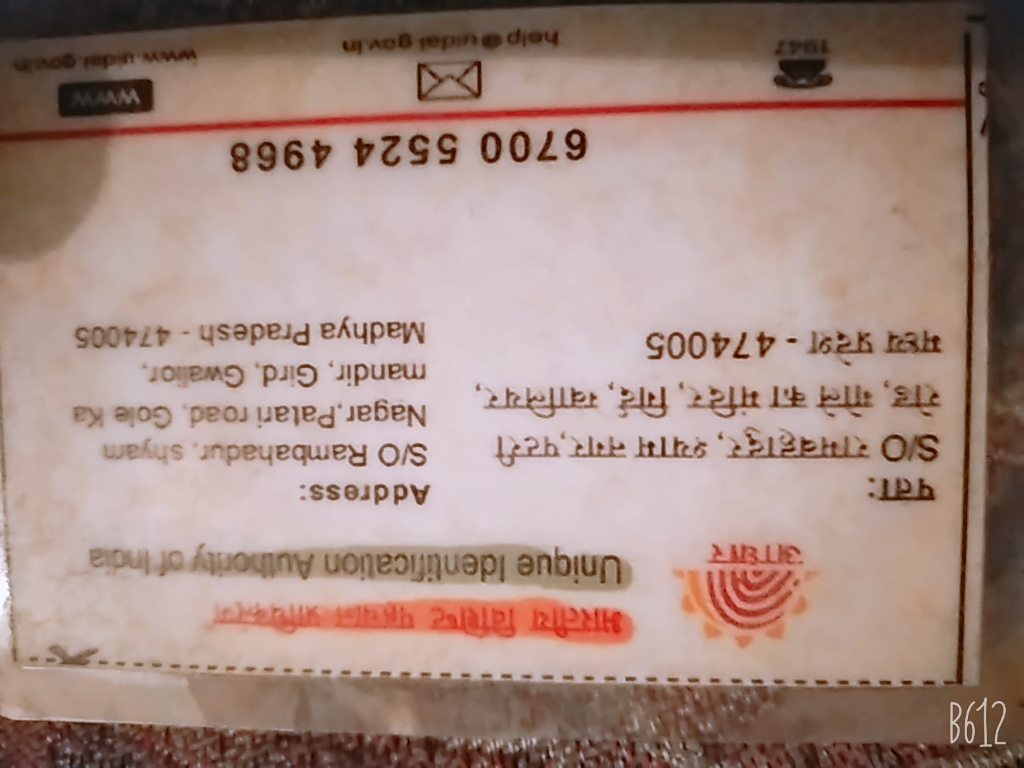 भारतीय विशिष्ट पहचान प्राधिकरण
Unique Identification Authority of India
आधार
पता:
S/O रामबहादुर, श्याम नगर, पटरी
रोड, गोले का मंदिर, गिर्द, ग्वालियर,
मध्य प्रदेश - 474005
Address:
S/O Rambahadur, shyam
Nagar,Patari road, Gole Ka
mandir, Gird, Gwalior,
Madhya Pradesh - 474005
6700 5524 4968
1947
help@uidai.gov.in
www
www.uidai.gov.in
B612